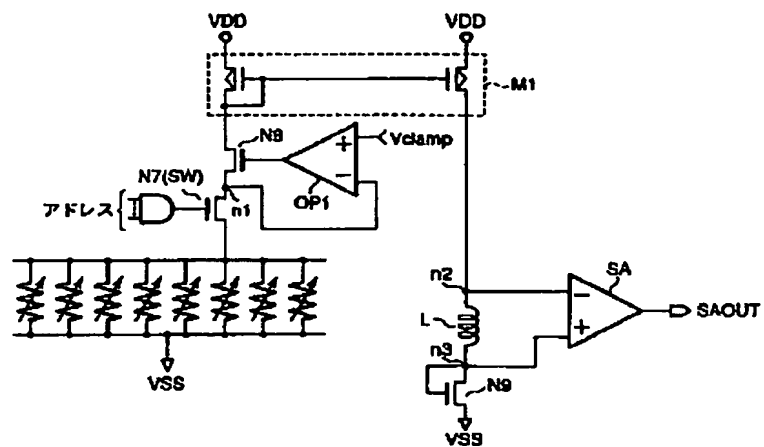 VDD
VDD
M1
N8
Vclamp
+
−
OP1
N7(SW)
n1
アドレス
VSS
n2
SA
−
+
SAOUT
L
n3
N9
VSS